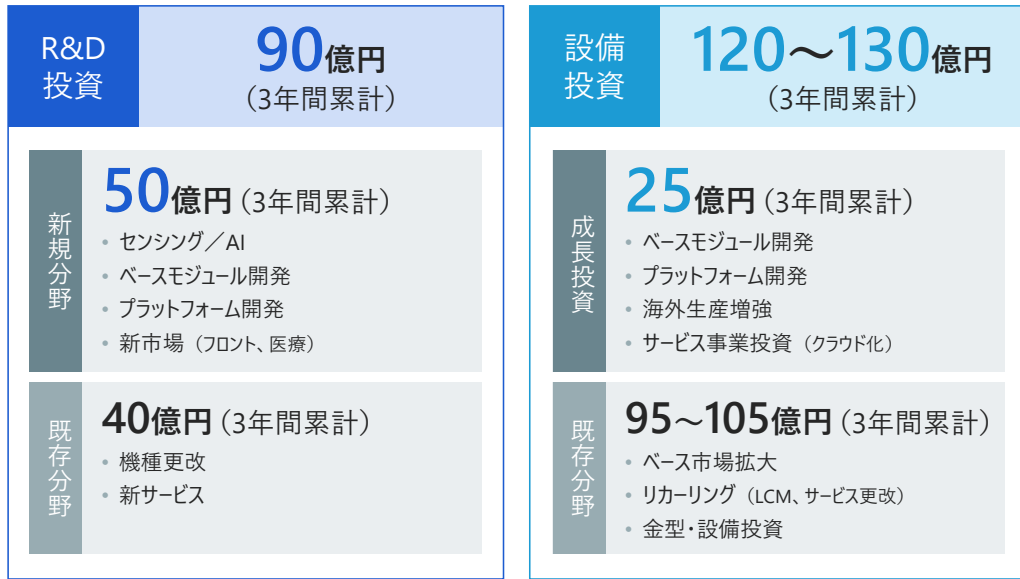 R&D
投資
90億円
（3年間累計）
新規分野
50億円（3年間累計）
• センシング／AI
• ベースモジュール開発
• プラットフォーム開発
• 新市場（フロント、医療）
既存分野
40億円（3年間累計）
• 機種更改
• 新サービス
設備
投資
120～130億円
（3年間累計）
成長投資
25億円（3年間累計）
• ベースモジュール開発
• プラットフォーム開発
• 海外生産増強
• サービス事業投資（クラウド化）
既存分野
95～105億円（3年間累計）
• ベース市場拡大
• リカーリング（LCM、サービス更改）
• 金型・設備投資